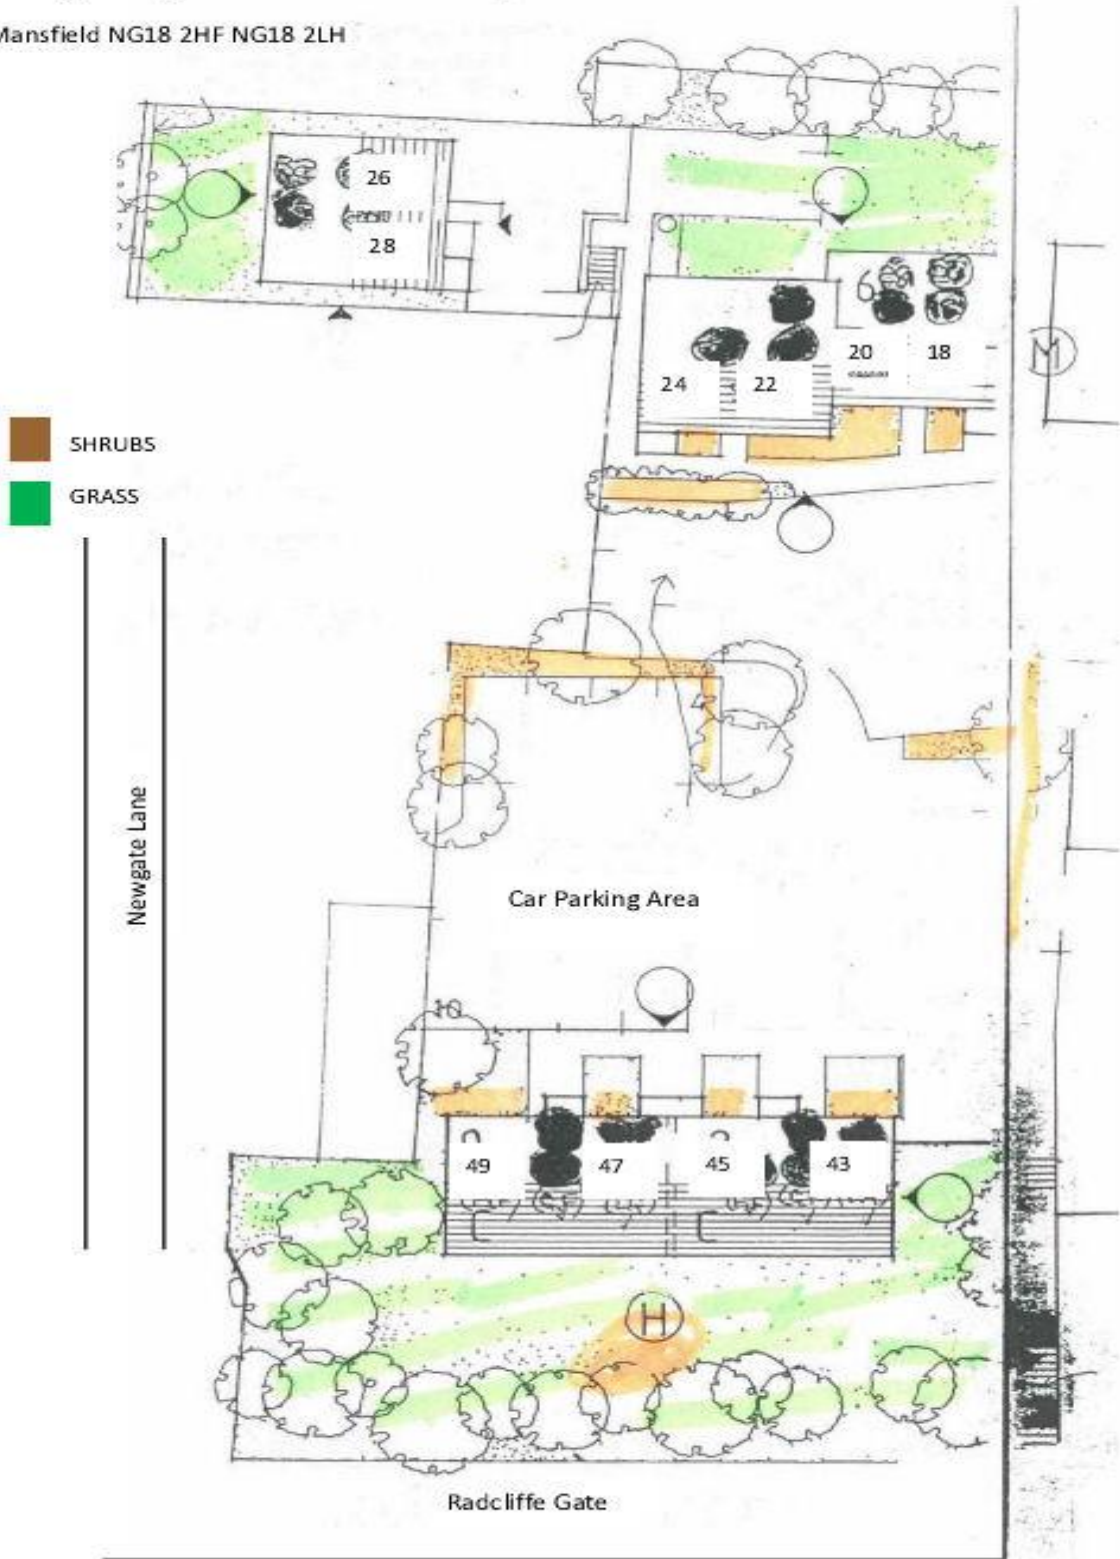 Mansfield NG18 2HF NG18 2LH
26
28
20
18
24
22
M
SHRUBS
GRASS
Newgate Lane
Car Parking Area
10
49
47
45
43
H
Radcliffe Gate